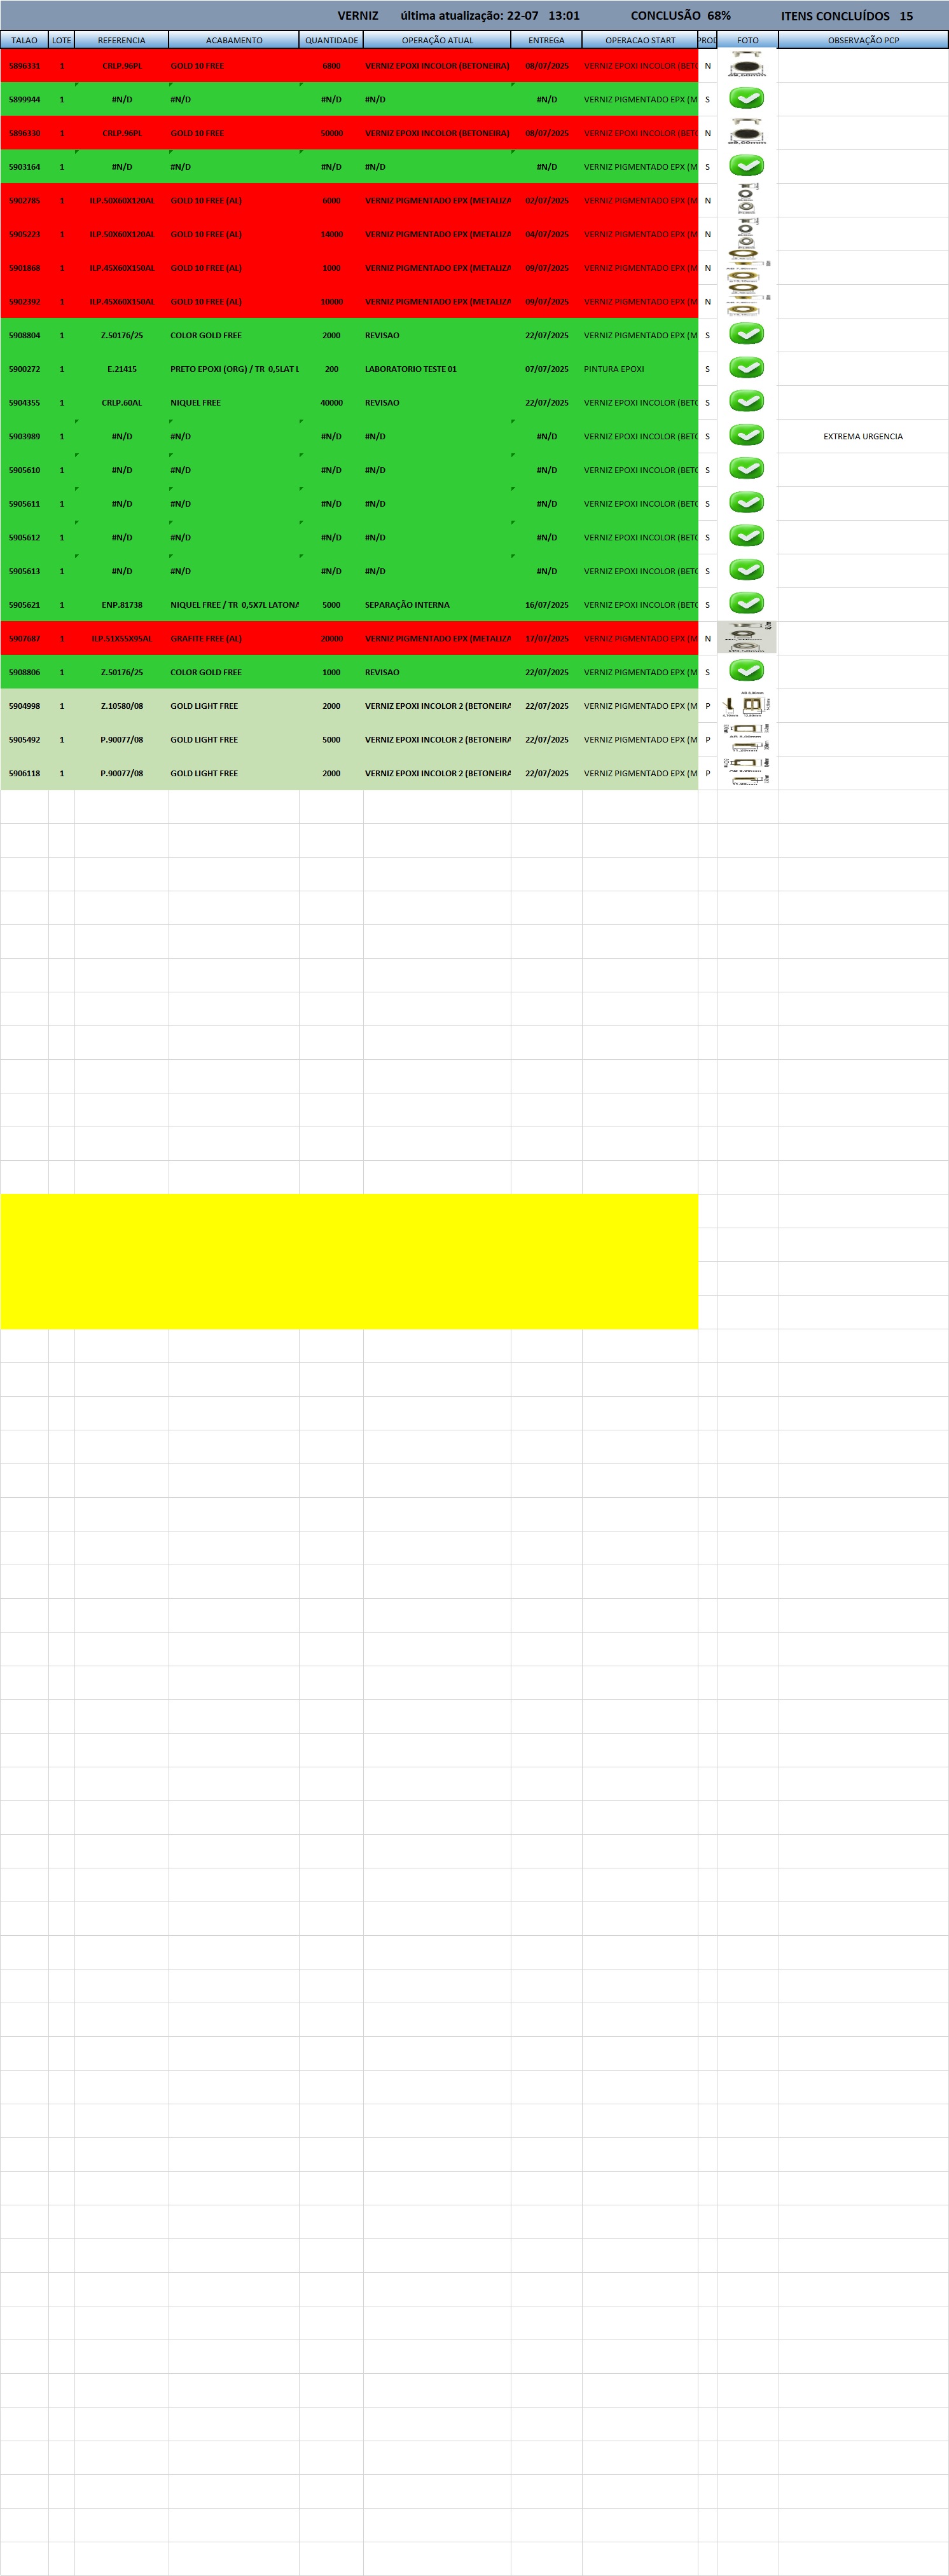 VERNIZ última atualização: 22-07 13:01 CONCLUSÃO 68% ITENS CONCLUÍDOS 15
TALAO LOTE REFERENCIA ACABAMENTO QUANTIDADE OPERAÇÃO ATUAL ENTREGA OPERACAO START PROD FOTO OBSERVAÇÃO PCP
5896331 1 CRLP.96PL GOLD 10 FREE 6800 VERNIZ EPOXI INCOLOR (BETONEIRA) 08/07/2025 VERNIZ EPOXI INCOLOR (BETO N
5899944 1 #N/D #N/D #N/D #N/D #N/D VERNIZ PIGMENTADO EPX (M S
5896330 1 CRLP.96PL GOLD 10 FREE 50000 VERNIZ EPOXI INCOLOR (BETONEIRA) 08/07/2025 VERNIZ EPOXI INCOLOR (BETO N
5903164 1 #N/D #N/D #N/D #N/D #N/D VERNIZ PIGMENTADO EPX (M S
5902785 1 ILP.50X60X120AL GOLD 10 FREE (AL) 6000 VERNIZ PIGMENTADO EPX (METALIZA 02/07/2025 VERNIZ PIGMENTADO EPX (M N
5905223 1 ILP.50X60X120AL GOLD 10 FREE (AL) 14000 VERNIZ PIGMENTADO EPX (METALIZA 04/07/2025 VERNIZ PIGMENTADO EPX (M N
5901868 1 ILP.45X60X150AL GOLD 10 FREE (AL) 1000 VERNIZ PIGMENTADO EPX (METALIZA 09/07/2025 VERNIZ PIGMENTADO EPX (M N
5902392 1 ILP.45X60X150AL GOLD 10 FREE (AL) 10000 VERNIZ PIGMENTADO EPX (METALIZA 09/07/2025 VERNIZ PIGMENTADO EPX (M N
5908804 1 Z.50176/25 COLOR GOLD FREE 2000 REVISAO 22/07/2025 VERNIZ PIGMENTADO EPX (M S
5900272 1 E.21415 PRETO EPOXI (ORG) / TR 0,5LAT L 200 LABORATORIO TESTE 01 07/07/2025 PINTURA EPOXI S
5904355 1 CRLP.60AL NIQUEL FREE 40000 REVISAO 22/07/2025 VERNIZ EPOXI INCOLOR (BETO S
5903989 1 #N/D #N/D #N/D #N/D #N/D VERNIZ EPOXI INCOLOR (BETO S EXTREMA URGENCIA
5905610 1 #N/D #N/D #N/D #N/D #N/D VERNIZ EPOXI INCOLOR (BETO S
5905611 1 #N/D #N/D #N/D #N/D #N/D VERNIZ EPOXI INCOLOR (BETO S
5905612 1 #N/D #N/D #N/D #N/D #N/D VERNIZ EPOXI INCOLOR (BETO S
5905613 1 #N/D #N/D #N/D #N/D #N/D VERNIZ EPOXI INCOLOR (BETO S
5905621 1 ENP.81738 NIQUEL FREE / TR 0,5X7L LATONA 5000 SEPARAÇÃO INTERNA 16/07/2025 VERNIZ EPOXI INCOLOR (BETO S
5907687 1 ILP.51X55X95AL GRAFITE FREE (AL) 20000 VERNIZ PIGMENTADO EPX (METALIZA 17/07/2025 VERNIZ PIGMENTADO EPX (M N
5908806 1 Z.50176/25 COLOR GOLD FREE 1000 REVISAO 22/07/2025 VERNIZ PIGMENTADO EPX (M S
5904998 1 Z.10580/08 GOLD LIGHT FREE 2000 VERNIZ EPOXI INCOLOR 2 (BETONEIRA 22/07/2025 VERNIZ PIGMENTADO EPX (M P
5905492 1 P.90077/08 GOLD LIGHT FREE 5000 VERNIZ EPOXI INCOLOR 2 (BETONEIRA 22/07/2025 VERNIZ PIGMENTADO EPX (M P
5906118 1 P.90077/08 GOLD LIGHT FREE 2000 VERNIZ EPOXI INCOLOR 2 (BETONEIRA 22/07/2025 VERNIZ PIGMENTADO EPX (M P